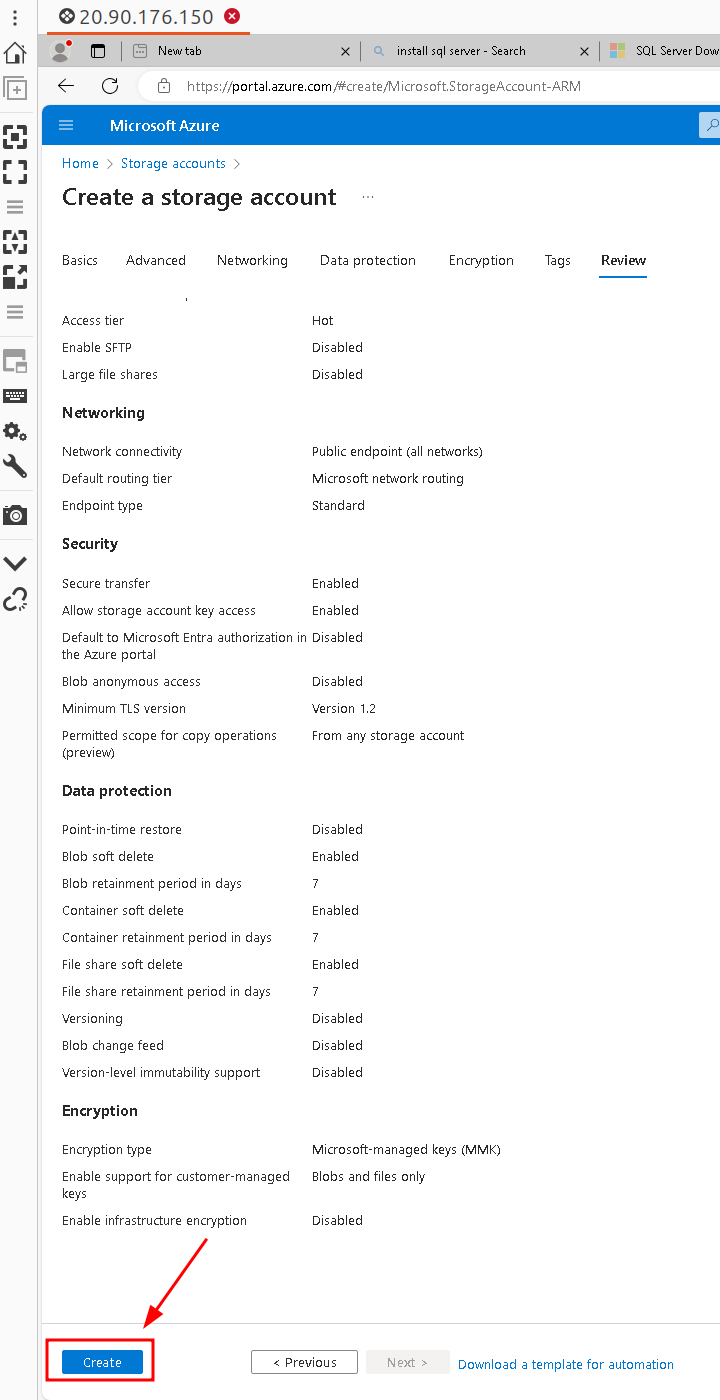 20.90.176.150
New tab
install sql server - Search
SQL Server Dow
https://portal.azure.com/#create/Microsoft.StorageAccount-ARM
Microsoft Azure
Home > Storage accounts >
Create a storage account ...
Basics Advanced Networking Data protection Encryption Tags Review
Access tier Hot
Enable SFTP Disabled
Large file shares Disabled
Networking
Network connectivity Public endpoint (all networks)
Default routing tier Microsoft network routing
Endpoint type Standard
Security
Secure transfer Enabled
Allow storage account key access Enabled
Default to Microsoft Entra authorization in Disabled
the Azure portal
Blob anonymous access Disabled
Minimum TLS version Version 1.2
Permitted scope for copy operations From any storage account
(preview)
Data protection
Point-in-time restore Disabled
Blob soft delete Enabled
Blob retainment period in days 7
Container soft delete Enabled
Container retainment period in days 7
File share soft delete Enabled
File share retainment period in days 7
Versioning Disabled
Blob change feed Disabled
Version-level immutability support Disabled
Encryption
Encryption type Microsoft-managed keys (MMK)
Enable support for customer-managed Blobs and files only
keys
Enable infrastructure encryption Disabled
Create < Previous Next > Download a template for automation